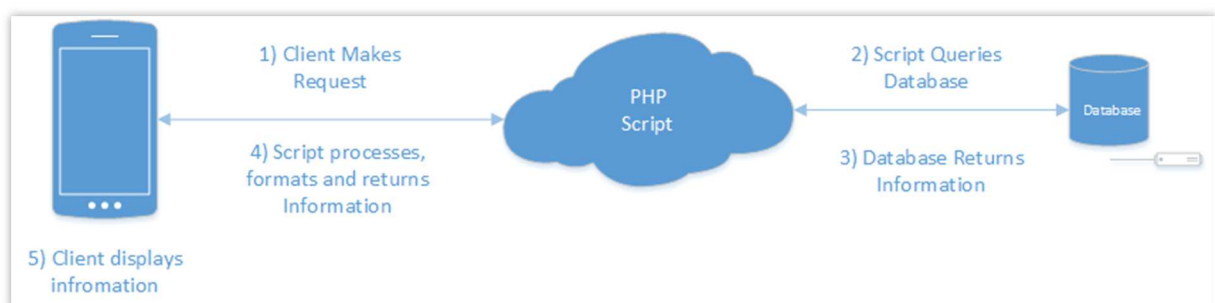 1) Client Makes
Request
4) Script processes,
formats and returns
Information
5) Client displays
infromation
PHP
Script
2) Script Queries
Database
3) Database Returns
Information
Database